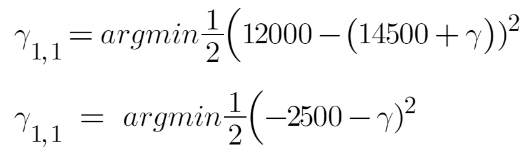 γ₁,₁ = argmin 1/2 (12000 − (14500 + γ))²
γ₁,₁ = argmin 1/2 (−2500 − γ)²